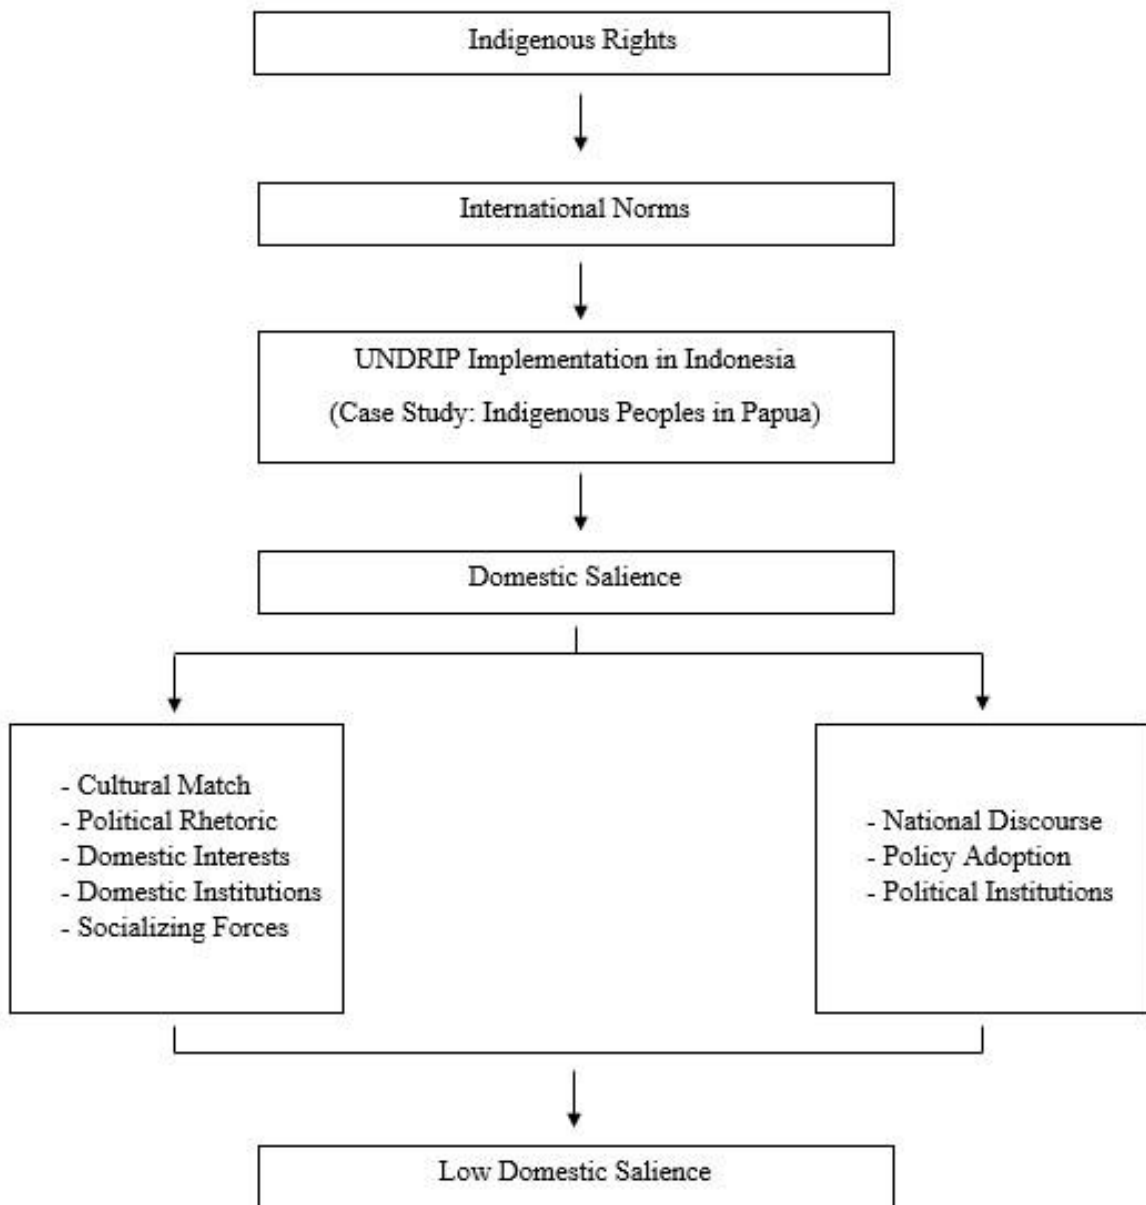 Indigenous Rights
International Norms
UNDRIP Implementation in Indonesia
(Case Study: Indigenous Peoples in Papua)
Domestic Salience
- Cultural Match
- Political Rhetoric
- Domestic Interests
- Domestic Institutions
- Socializing Forces
- National Discourse
- Policy Adoption
- Political Institutions
Low Domestic Salience